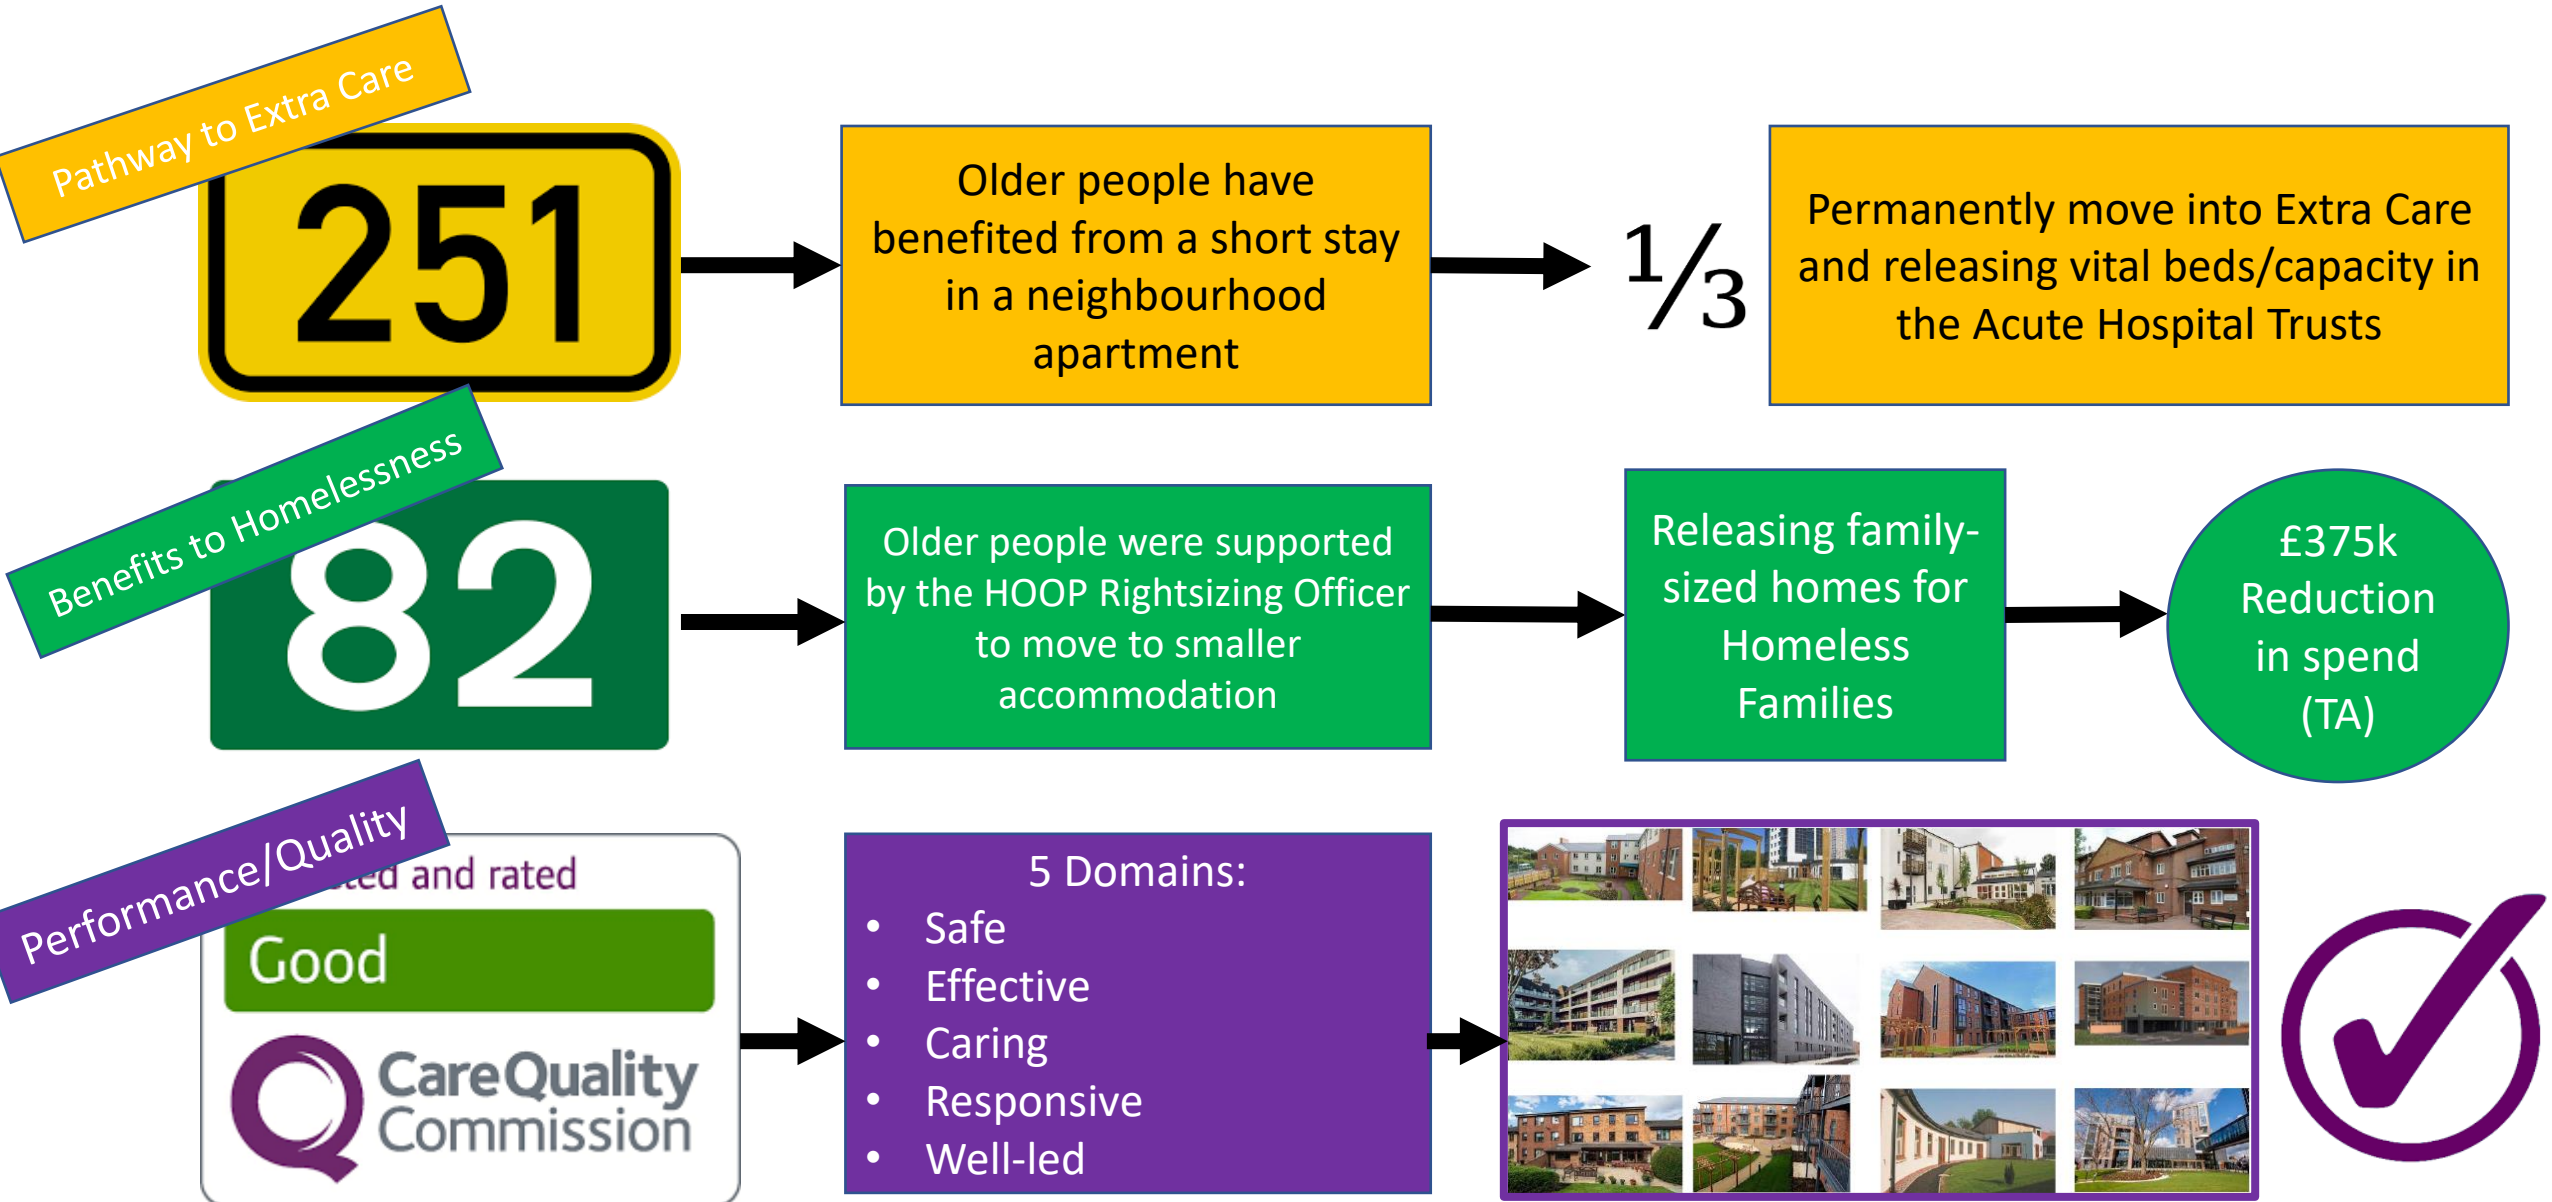 Pathway to Extra Care
251
Older people have
benefited from a short stay
in a neighbourhood
apartment
⅓
Permanently move into Extra Care
and releasing vital beds/capacity in
the Acute Hospital Trusts
Benefits to Homelessness
82
Older people were supported
by the HOOP Rightsizing Officer
to move to smaller
accommodation
Releasing family-
sized homes for
Homeless
Families
£375k
Reduction
in spend
(TA)
Performance/Quality
and rated
Good
CareQuality
Commission
5 Domains:
• Safe
• Effective
• Caring
• Responsive
• Well-led